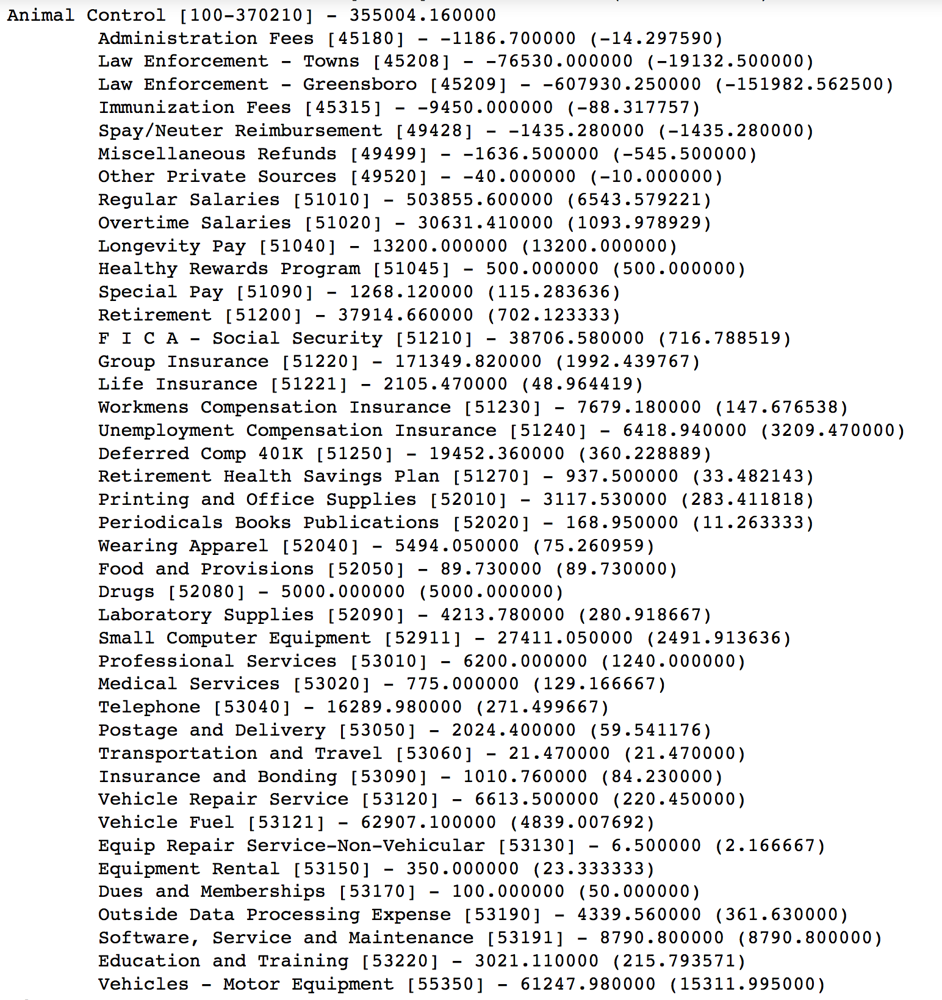 Animal Control [100-370210] - 355004.160000
Administration Fees [45180] - -1186.700000 (-14.297590)
Law Enforcement - Towns [45208] - -76530.000000 (-19132.500000)
Law Enforcement - Greensboro [45209] - -607930.250000 (-151982.562500)
Immunization Fees [45315] - -9450.000000 (-88.317757)
Spay/Neuter Reimbursement [49428] - -1435.280000 (-1435.280000)
Miscellaneous Refunds [49499] - -1636.500000 (-545.500000)
Other Private Sources [49520] - -40.000000 (-10.000000)
Regular Salaries [51010] - 503855.600000 (6543.579221)
Overtime Salaries [51020] - 30631.410000 (1093.978929)
Longevity Pay [51040] - 13200.000000 (13200.000000)
Healthy Rewards Program [51045] - 500.000000 (500.000000)
Special Pay [51090] - 1268.120000 (115.283636)
Retirement [51200] - 37914.660000 (702.123333)
F I C A - Social Security [51210] - 38706.580000 (716.788519)
Group Insurance [51220] - 171349.820000 (1992.439767)
Life Insurance [51221] - 2105.470000 (48.964419)
Workmens Compensation Insurance [51230] - 7679.180000 (147.676538)
Unemployment Compensation Insurance [51240] - 6418.940000 (3209.470000)
Deferred Comp 401K [51250] - 19452.360000 (360.228889)
Retirement Health Savings Plan [51270] - 937.500000 (33.482143)
Printing and Office Supplies [52010] - 3117.530000 (283.411818)
Periodicals Books Publications [52020] - 168.950000 (11.263333)
Wearing Apparel [52040] - 5494.050000 (75.260959)
Food and Provisions [52050] - 89.730000 (89.730000)
Drugs [52080] - 5000.000000 (5000.000000)
Laboratory Supplies [52090] - 4213.780000 (280.918667)
Small Computer Equipment [52911] - 27411.050000 (2491.913636)
Professional Services [53010] - 6200.000000 (1240.000000)
Medical Services [53020] - 775.000000 (129.166667)
Telephone [53040] - 16289.980000 (271.499667)
Postage and Delivery [53050] - 2024.400000 (59.541176)
Transportation and Travel [53060] - 21.470000 (21.470000)
Insurance and Bonding [53090] - 1010.760000 (84.230000)
Vehicle Repair Service [53120] - 6613.500000 (220.450000)
Vehicle Fuel [53121] - 62907.100000 (4839.007692)
Equip Repair Service-Non-Vehicular [53130] - 6.500000 (2.166667)
Equipment Rental [53150] - 350.000000 (23.333333)
Dues and Memberships [53170] - 100.000000 (50.000000)
Outside Data Processing Expense [53190] - 4339.560000 (361.630000)
Software, Service and Maintenance [53191] - 8790.800000 (8790.800000)
Education and Training [53220] - 3021.110000 (215.793571)
Vehicles - Motor Equipment [55350] - 61247.980000 (15311.995000)